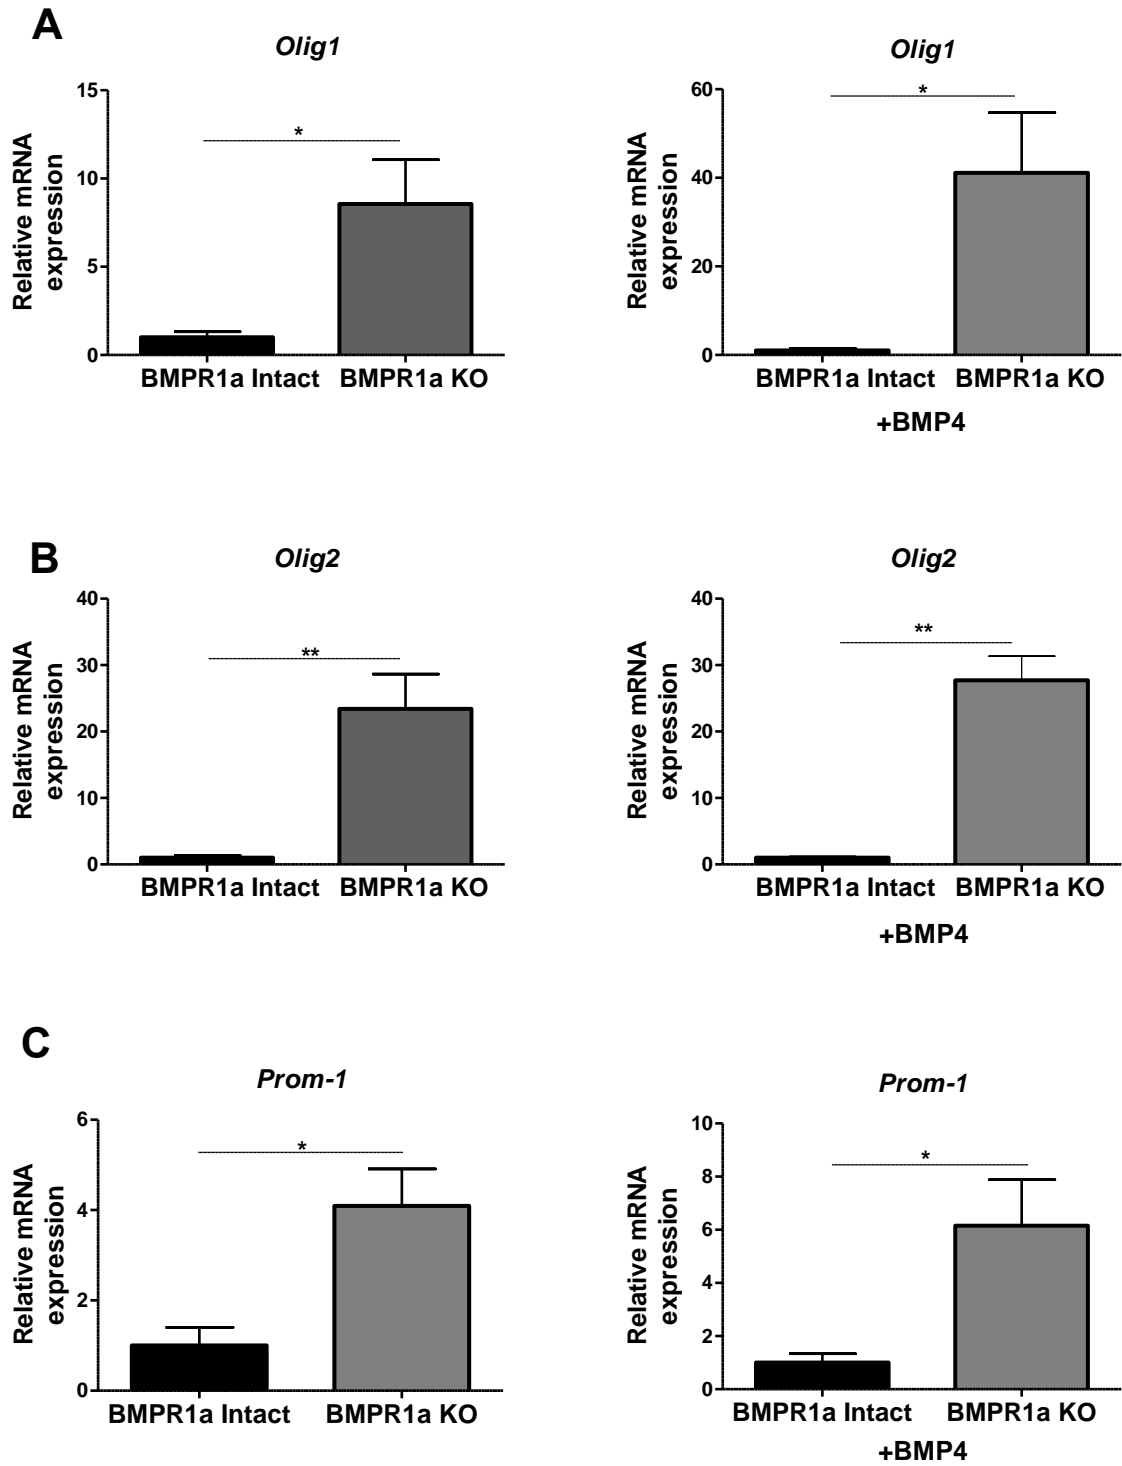 A
Olig1
Olig1
15
10
5
0
Relative mRNA
expression
*
BMPR1a Intact
BMPR1a KO
60
40
20
0
Relative mRNA
expression
*
BMPR1a Intact
BMPR1a KO
+BMP4
B
Olig2
Olig2
40
30
20
10
0
Relative mRNA
expression
**
BMPR1a Intact
BMPR1a KO
40
30
20
10
0
Relative mRNA
expression
**
BMPR1a Intact
BMPR1a KO
+BMP4
C
Prom-1
Prom-1
6
4
2
0
Relative mRNA
expression
*
BMPR1a Intact
BMPR1a KO
10
8
6
4
2
0
Relative mRNA
expression
*
BMPR1a Intact
BMPR1a KO
+BMP4